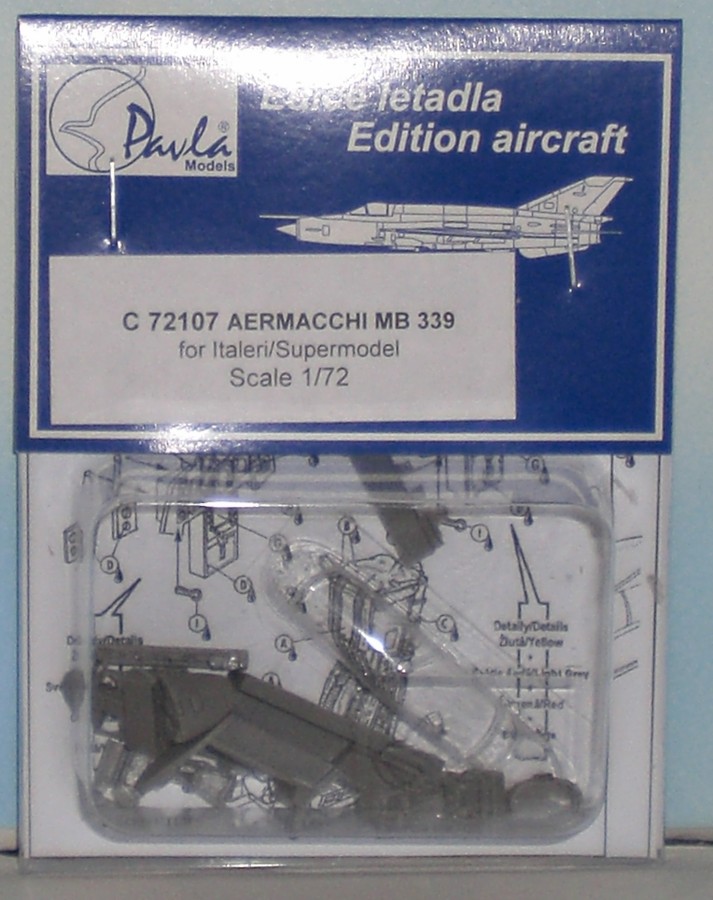 Pavla®
Models
letadla
Edition aircraft
C 72107 AERMACCHI MB 339
for Italeri/Supermodel
Scale 1/72
D
G
D
I
B
A
C
I
G
Detaily/Details
Žlutá/Yellow